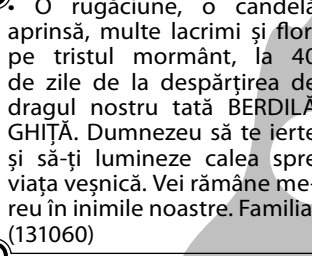 • O rugăciune, o candelă
aprinsă, multe lacrimi și flori
pe tristul mormânt, la 40
de zile de la despărțirea de
dragul nostru tată BERDILĂ
GHIȚĂ. Dumnezeu să te ierte
și să-ți lumineze calea spre
viața veșnică. Vei rămâne me-
reu în inimile noastre. Familia.
(131060)